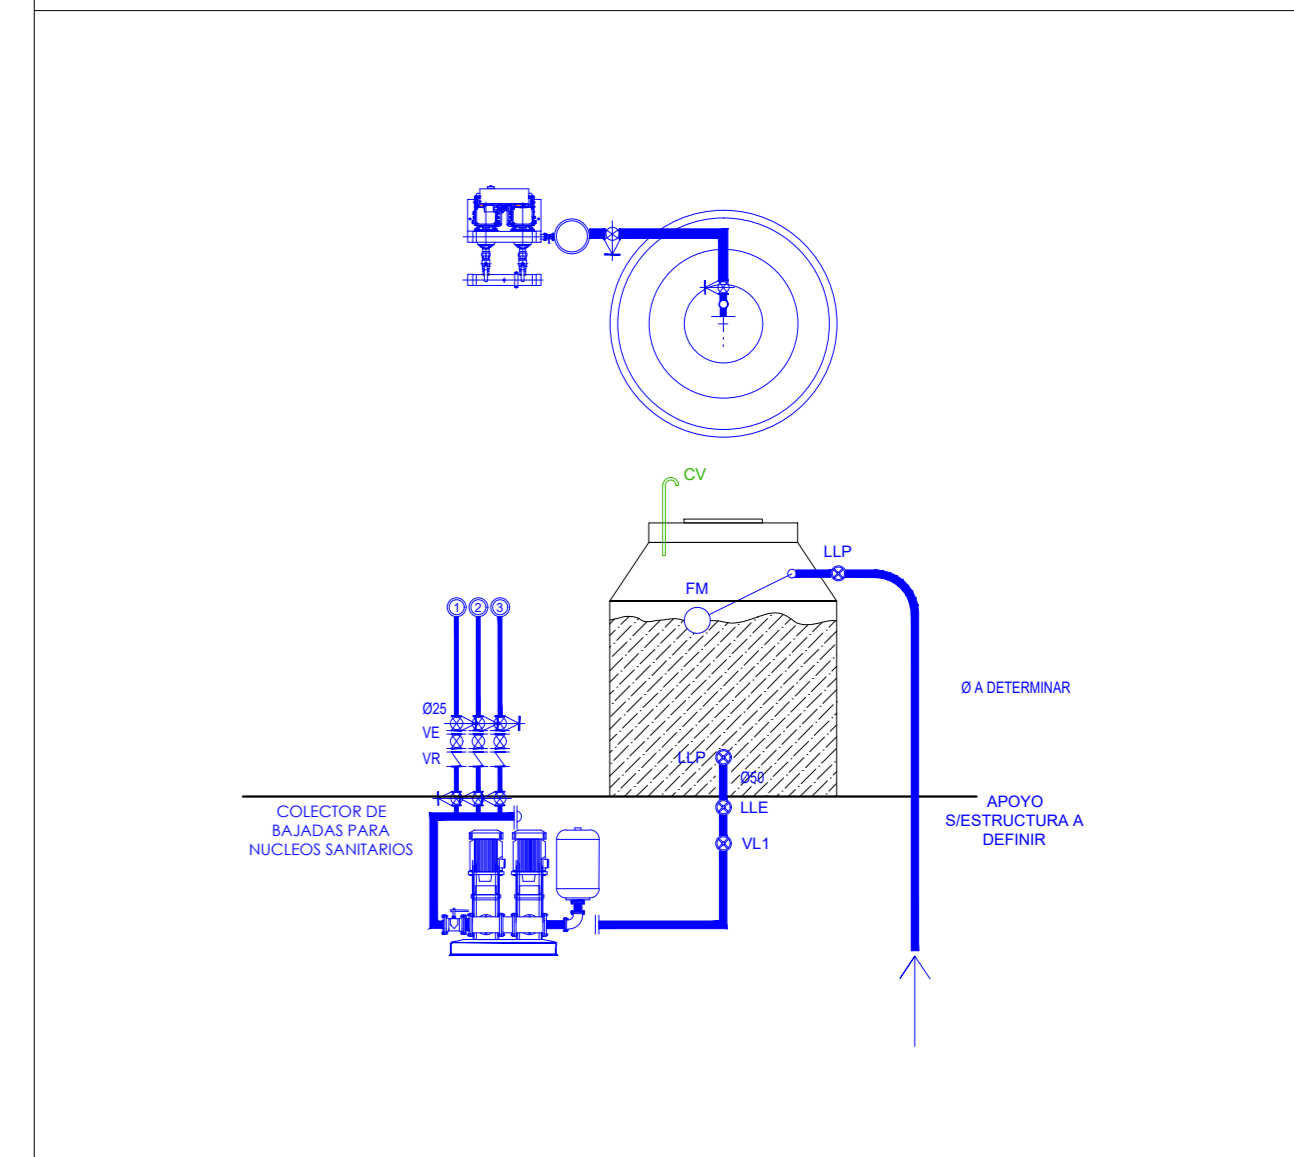 CV
LLP
FM
1 2 3
Ø A DETERMINAR
Ø25
VE
VR
LLP
Ø50
LLE
VL1
COLECTOR DE
BAJADAS PARA
NUCLEOS SANITARIOS
APOYO
S/ESTRUCTURA A
DEFINIR